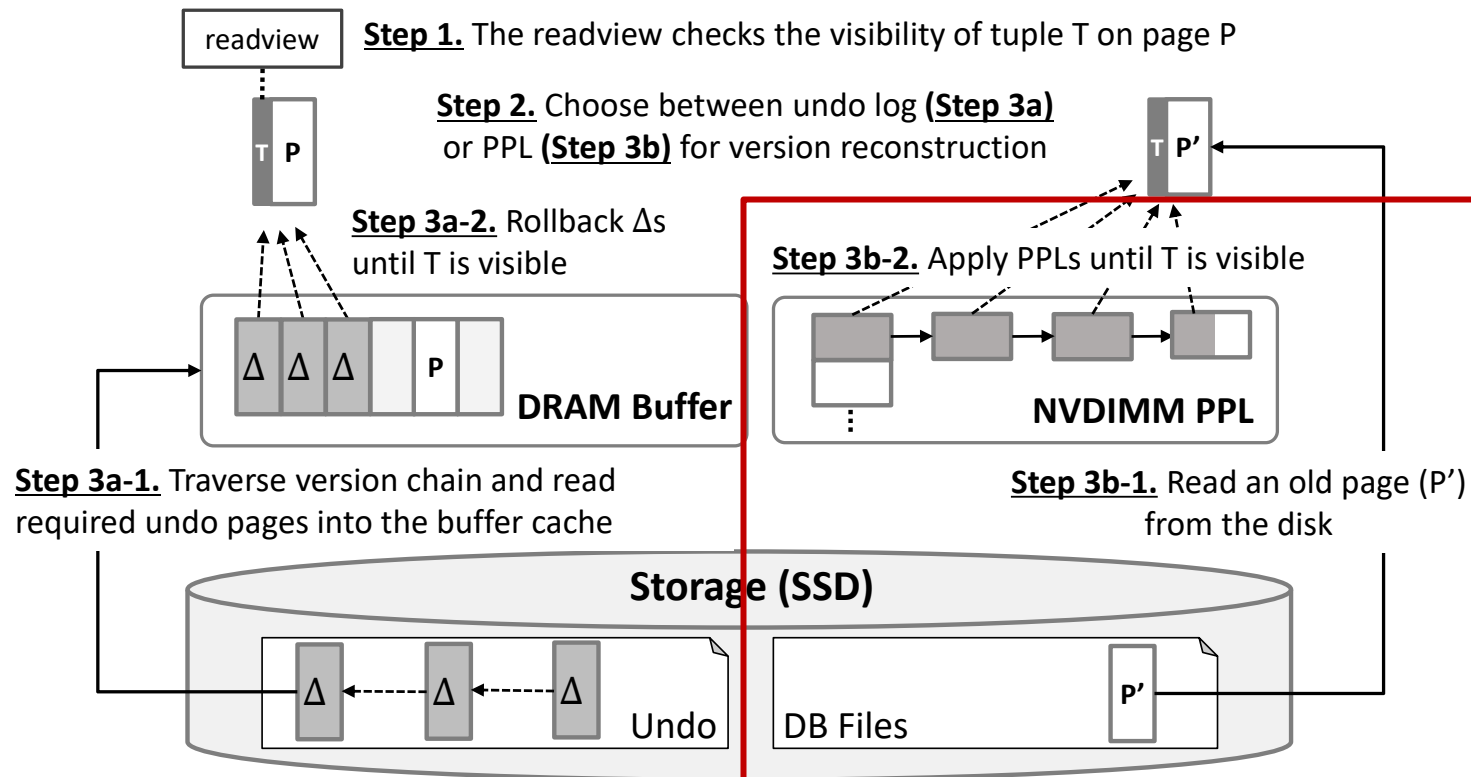 readview
Step 1. The readview checks the visibility of tuple T on page P
Step 2. Choose between undo log (Step 3a)
or PPL (Step 3b) for version reconstruction
T P
T P’
Step 3a-2. Rollback Δs
until T is visible
Step 3b-2. Apply PPLs until T is visible
Δ Δ Δ P
DRAM Buffer
NVDIMM PPL
Step 3a-1. Traverse version chain and read
required undo pages into the buffer cache
Step 3b-1. Read an old page (P’)
from the disk
Storage (SSD)
Δ Δ Δ
Undo
DB Files
P’